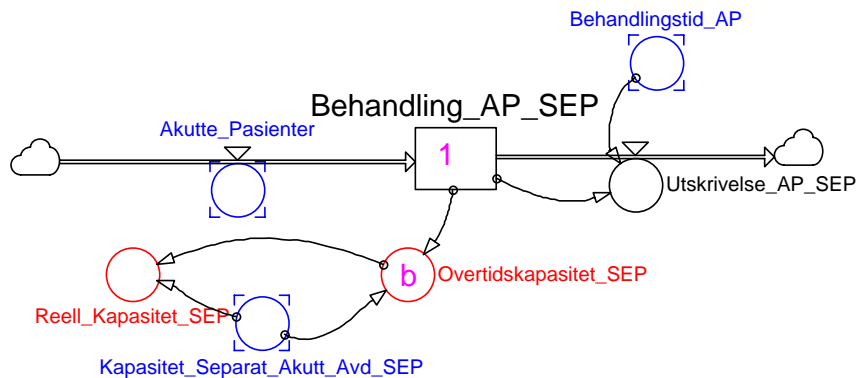 Behandlingstid_AP
Behandling_AP_SEP
Akutte_Pasienter
1
Utskrivelse_AP_SEP
b
Overtidskapasitet_SEP
Reell_Kapasitet_SEP
Kapasitet_Separat_Akutt_Avd_SEP